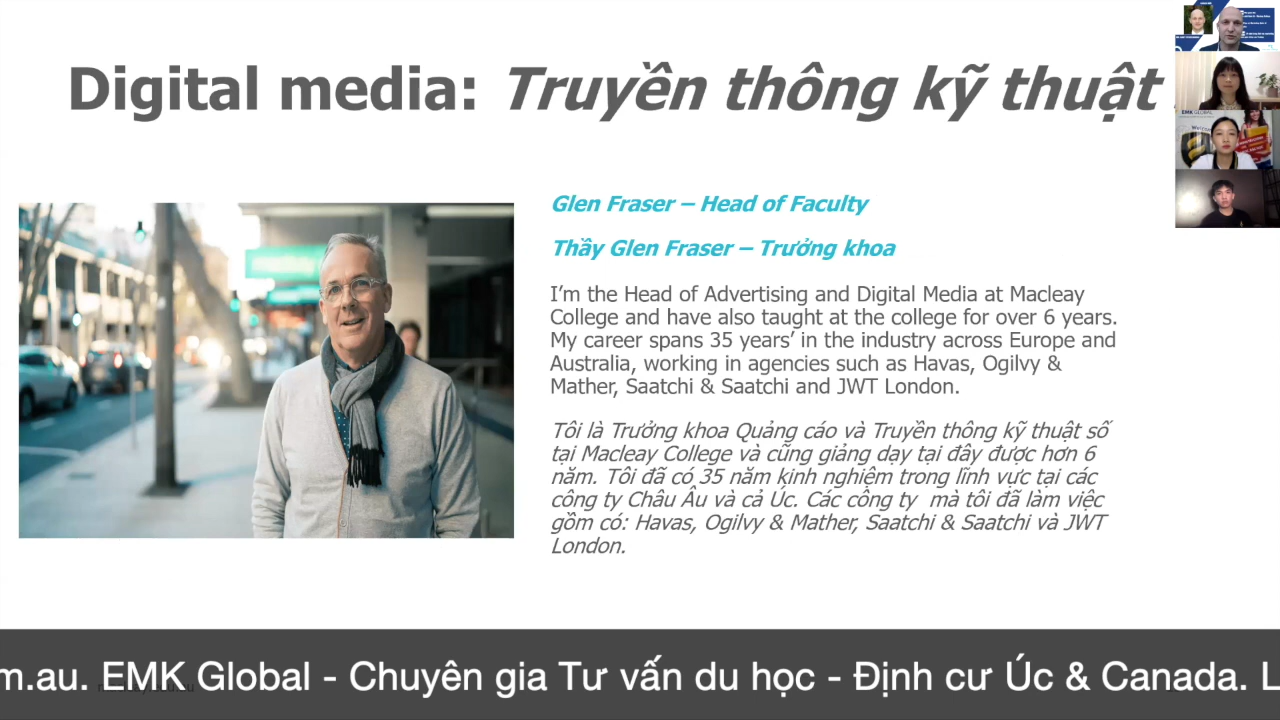 Digital media: Truyền thông kỹ thuật
EMK GLOBAL
Glen Fraser – Head of Faculty
Thầy Glen Fraser – Trưởng khoa
I’m the Head of Advertising and Digital Media at Macleay
College and have also taught at the college for over 6 years.
My career spans 35 years’ in the industry across Europe and
Australia, working in agencies such as Havas, Ogilvy &
Mather, Saatchi & Saatchi and JWT London.
Tôi là Trưởng khoa Quảng cáo và Truyền thông kỹ thuật số
tại Macleay College và cũng giảng dạy tại đây được hơn 6
năm. Tôi đã có 35 năm kinh nghiệm trong lĩnh vực tại các
công ty Châu Âu và cả Úc. Các công ty  mà tôi đã làm việc
gồm có: Havas, Ogilvy & Mather, Saatchi & Saatchi và JWT
London.
m.au. EMK Global - Chuyên gia Tư vấn du học - Định cư Úc & Canada. L